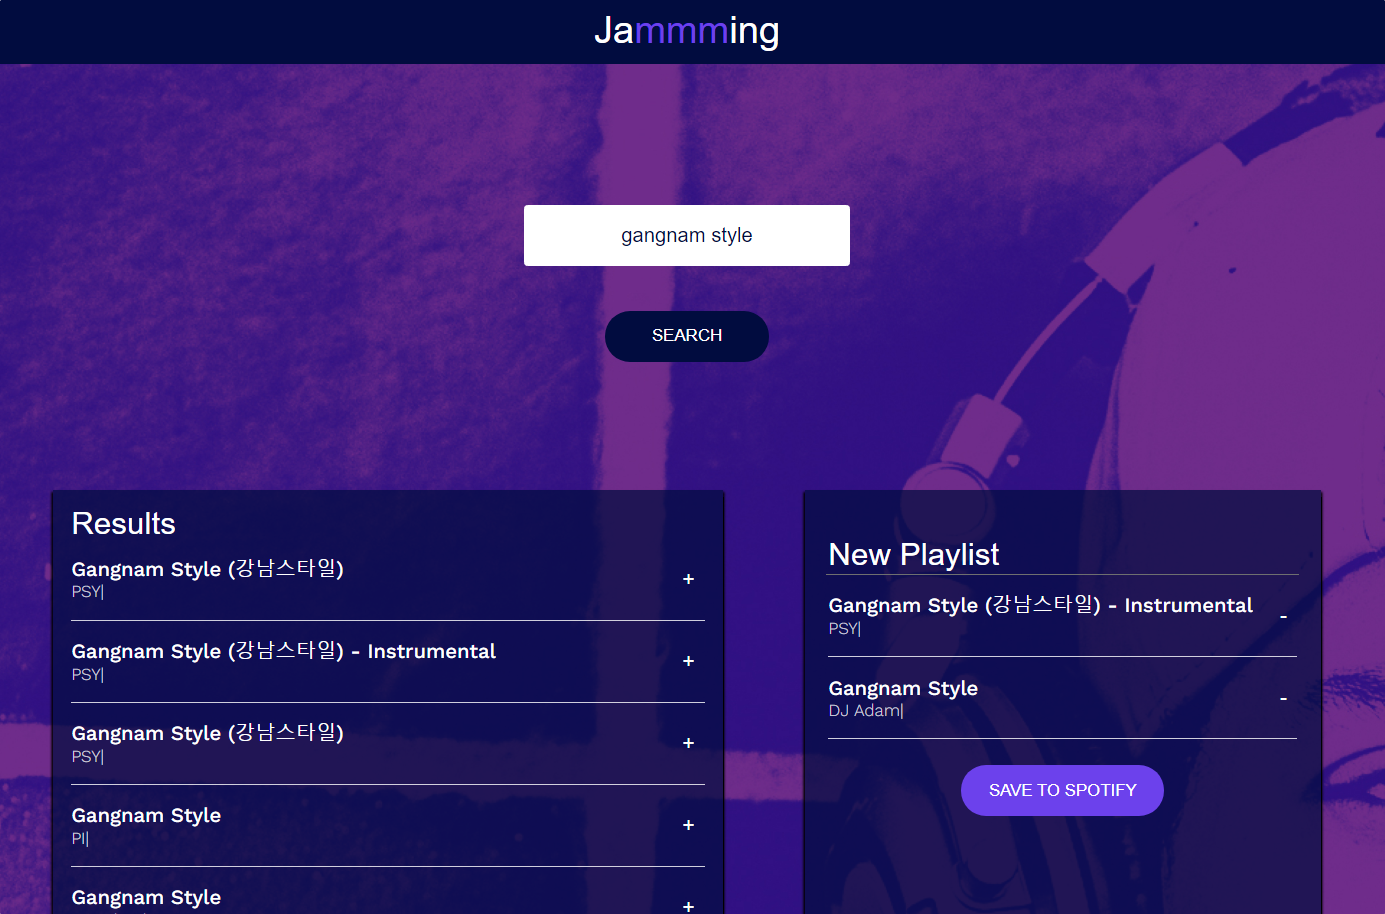 Jammming
gangnam style
SEARCH
Results
Gangnam Style (강남스타일)
PSY|
+
Gangnam Style (강남스타일) - Instrumental
PSY|
+
Gangnam Style (강남스타일)
PSY|
+
Gangnam Style
PI|
+
Gangnam Style
+
New Playlist
Gangnam Style (강남스타일) - Instrumental
PSY|
-
Gangnam Style
DJ Adam|
-
SAVE TO SPOTIFY